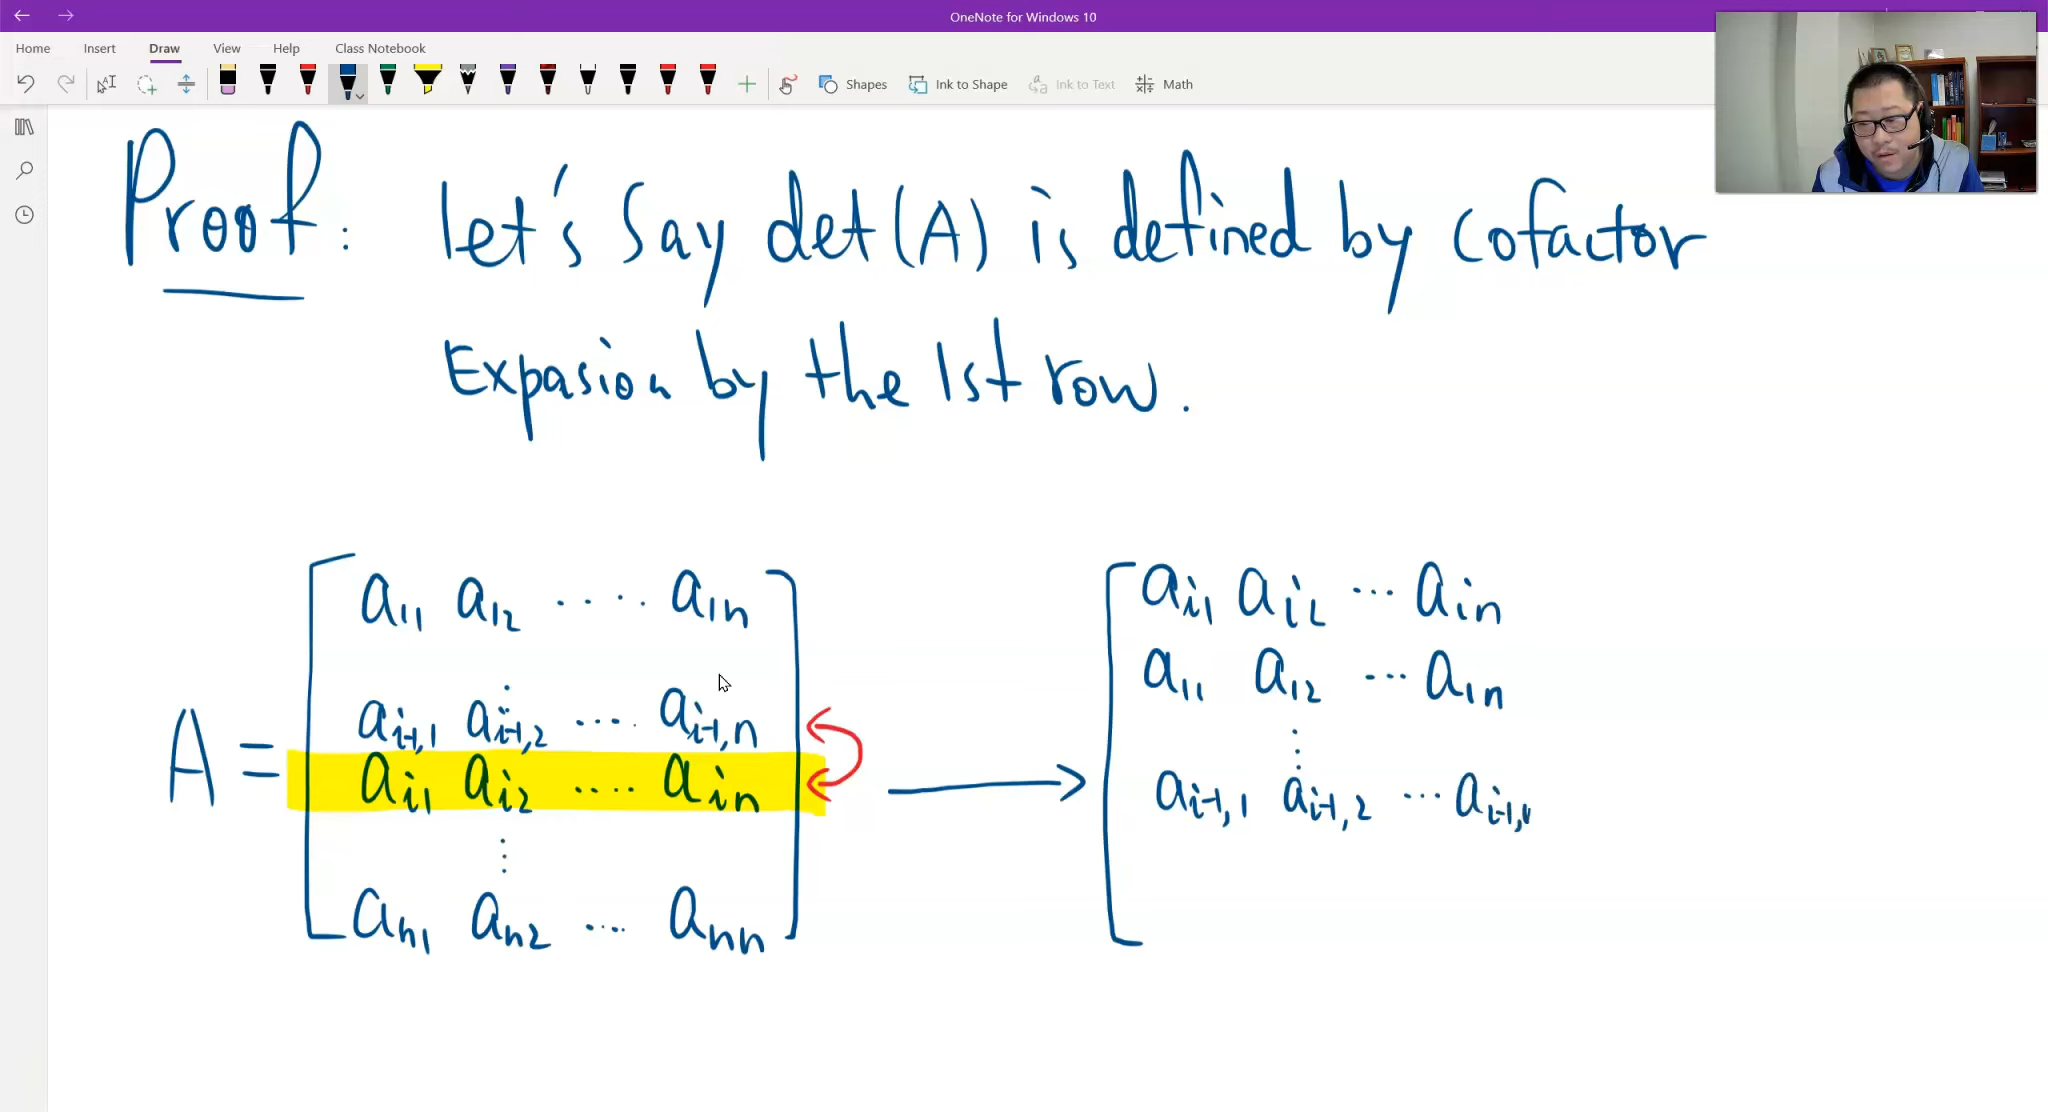 OneNote for Windows 10
Home Insert Draw View Help Class Notebook
Shapes Ink to Shape Ink to Text Math
Proof: Let's Say det(A) is defined by cofactor
Expasion by the 1st row.
A = [ a11 a12 .... a1n ]
⋮
ai-1,1 ai-1,2 .... ai-1,n
ai1 ai2 .... ain
⋮
an1 an2 ... ann
→ [ ai1 ai2 ... ain
a11 a12 ... a1n
⋮
ai-1,1 ai-1,2 ... ai-1,